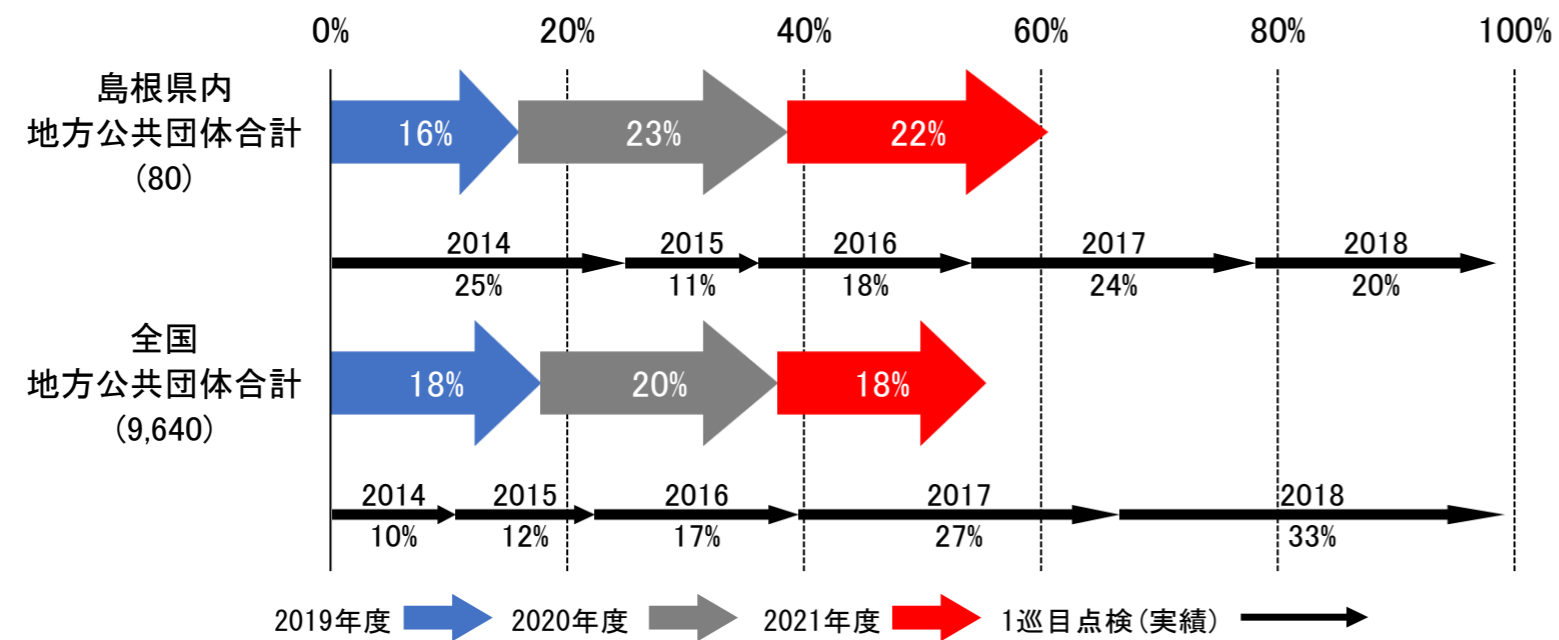 0% 20% 40% 60% 80% 100%
島根県内
地方公共団体合計
(80)
16% 23% 22%
2014 2015 2016 2017 2018
25% 11% 18% 24% 20%
全国
地方公共団体合計
(9,640)
18% 20% 18%
2014 2015 2016 2017 2018
10% 12% 17% 27% 33%
2019年度 2020年度 2021年度 1巡目点検(実績)